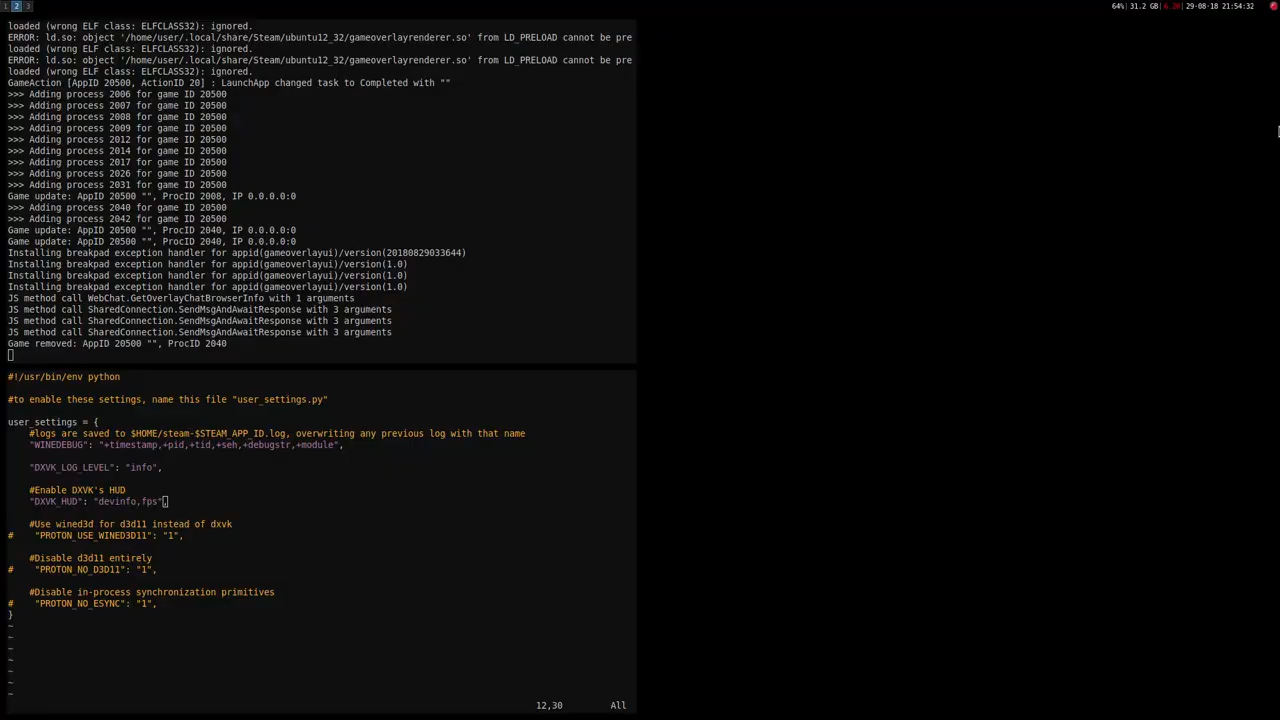 1 2 3
64%|31.2 GB|6.20|29-08-18 21:54:32
loaded (wrong ELF class: ELFCLASS32): ignored.
ERROR: ld.so: object '/home/user/.local/share/Steam/ubuntu12_32/gameoverlayrenderer.so' from LD_PRELOAD cannot be pre
loaded (wrong ELF class: ELFCLASS32): ignored.
ERROR: ld.so: object '/home/user/.local/share/Steam/ubuntu12_32/gameoverlayrenderer.so' from LD_PRELOAD cannot be pre
loaded (wrong ELF class: ELFCLASS32): ignored.
GameAction [AppID 20500, ActionID 20] : LaunchApp changed task to Completed with ""
>>> Adding process 2006 for game ID 20500
>>> Adding process 2007 for game ID 20500
>>> Adding process 2008 for game ID 20500
>>> Adding process 2009 for game ID 20500
>>> Adding process 2012 for game ID 20500
>>> Adding process 2014 for game ID 20500
>>> Adding process 2017 for game ID 20500
>>> Adding process 2026 for game ID 20500
>>> Adding process 2031 for game ID 20500
Game update: AppID 20500 "", ProcID 2008, IP 0.0.0.0:0
>>> Adding process 2040 for game ID 20500
>>> Adding process 2042 for game ID 20500
Game update: AppID 20500 "", ProcID 2040, IP 0.0.0.0:0
Game update: AppID 20500 "", ProcID 2040, IP 0.0.0.0:0
Installing breakpad exception handler for appid(gameoverlayui)/version(20180829033644)
Installing breakpad exception handler for appid(gameoverlayui)/version(1.0)
Installing breakpad exception handler for appid(gameoverlayui)/version(1.0)
Installing breakpad exception handler for appid(gameoverlayui)/version(1.0)
JS method call WebChat.GetOverlayChatBrowserInfo with 1 arguments
JS method call SharedConnection.SendMsgAndAwaitResponse with 3 arguments
JS method call SharedConnection.SendMsgAndAwaitResponse with 3 arguments
JS method call SharedConnection.SendMsgAndAwaitResponse with 3 arguments
Game removed: AppID 20500 "", ProcID 2040
#!/usr/bin/env python
#to enable these settings, name this file "user_settings.py"
user_settings = {
#logs are saved to $HOME/steam-$STEAM_APP_ID.log, overwriting any previous log with that name
"WINEDEBUG": "+timestamp,+pid,+tid,+seh,+debugstr,+module",
"DXVK_LOG_LEVEL": "info",
#Enable DXVK's HUD
"DXVK_HUD": "devinfo,fps",
#Use wined3d for d3d11 instead of dxvk
# "PROTON_USE_WINED3D11": "1",
#Disable d3d11 entirely
# "PROTON_NO_D3D11": "1",
#Disable in-process synchronization primitives
# "PROTON_NO_ESYNC": "1",
}
~
~
~
~
~
~
~
12,30 All